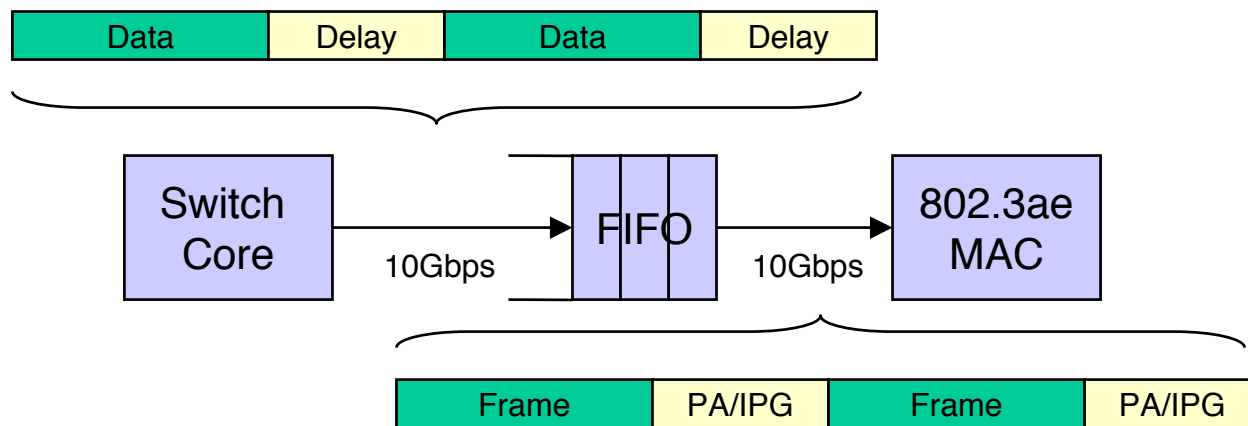 Data Delay Data Delay
Switch Core
FIFO
802.3ae MAC
10Gbps
10Gbps
Frame PA/IPG Frame PA/IPG